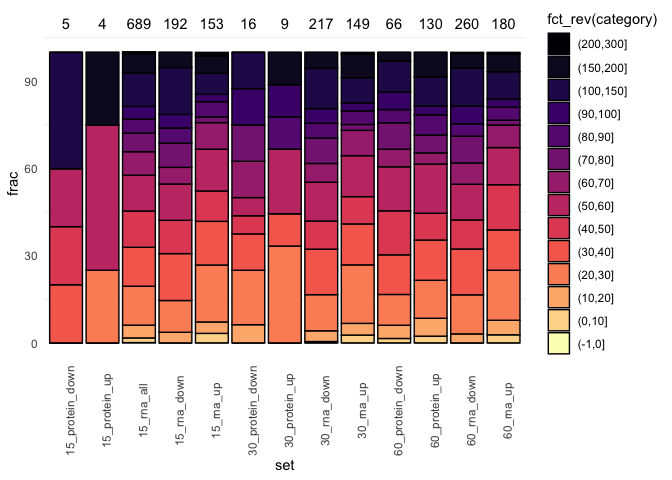 5 4 689 192 153 16 9 217 149 66 130 260 180
fct_rev(category)
(200,300]
(150,200]
(100,150]
(90,100]
(80,90]
(70,80]
(60,70]
(50,60]
(40,50]
(30,40]
(20,30]
(10,20]
(0,10]
(-1,0]
frac
90
60
30
0
15_protein_down
15_protein_up
15_rna_all
15_rna_down
15_rna_up
30_protein_down
30_protein_up
30_rna_down
30_rna_up
60_protein_down
60_protein_up
60_rna_down
60_rna_up
set